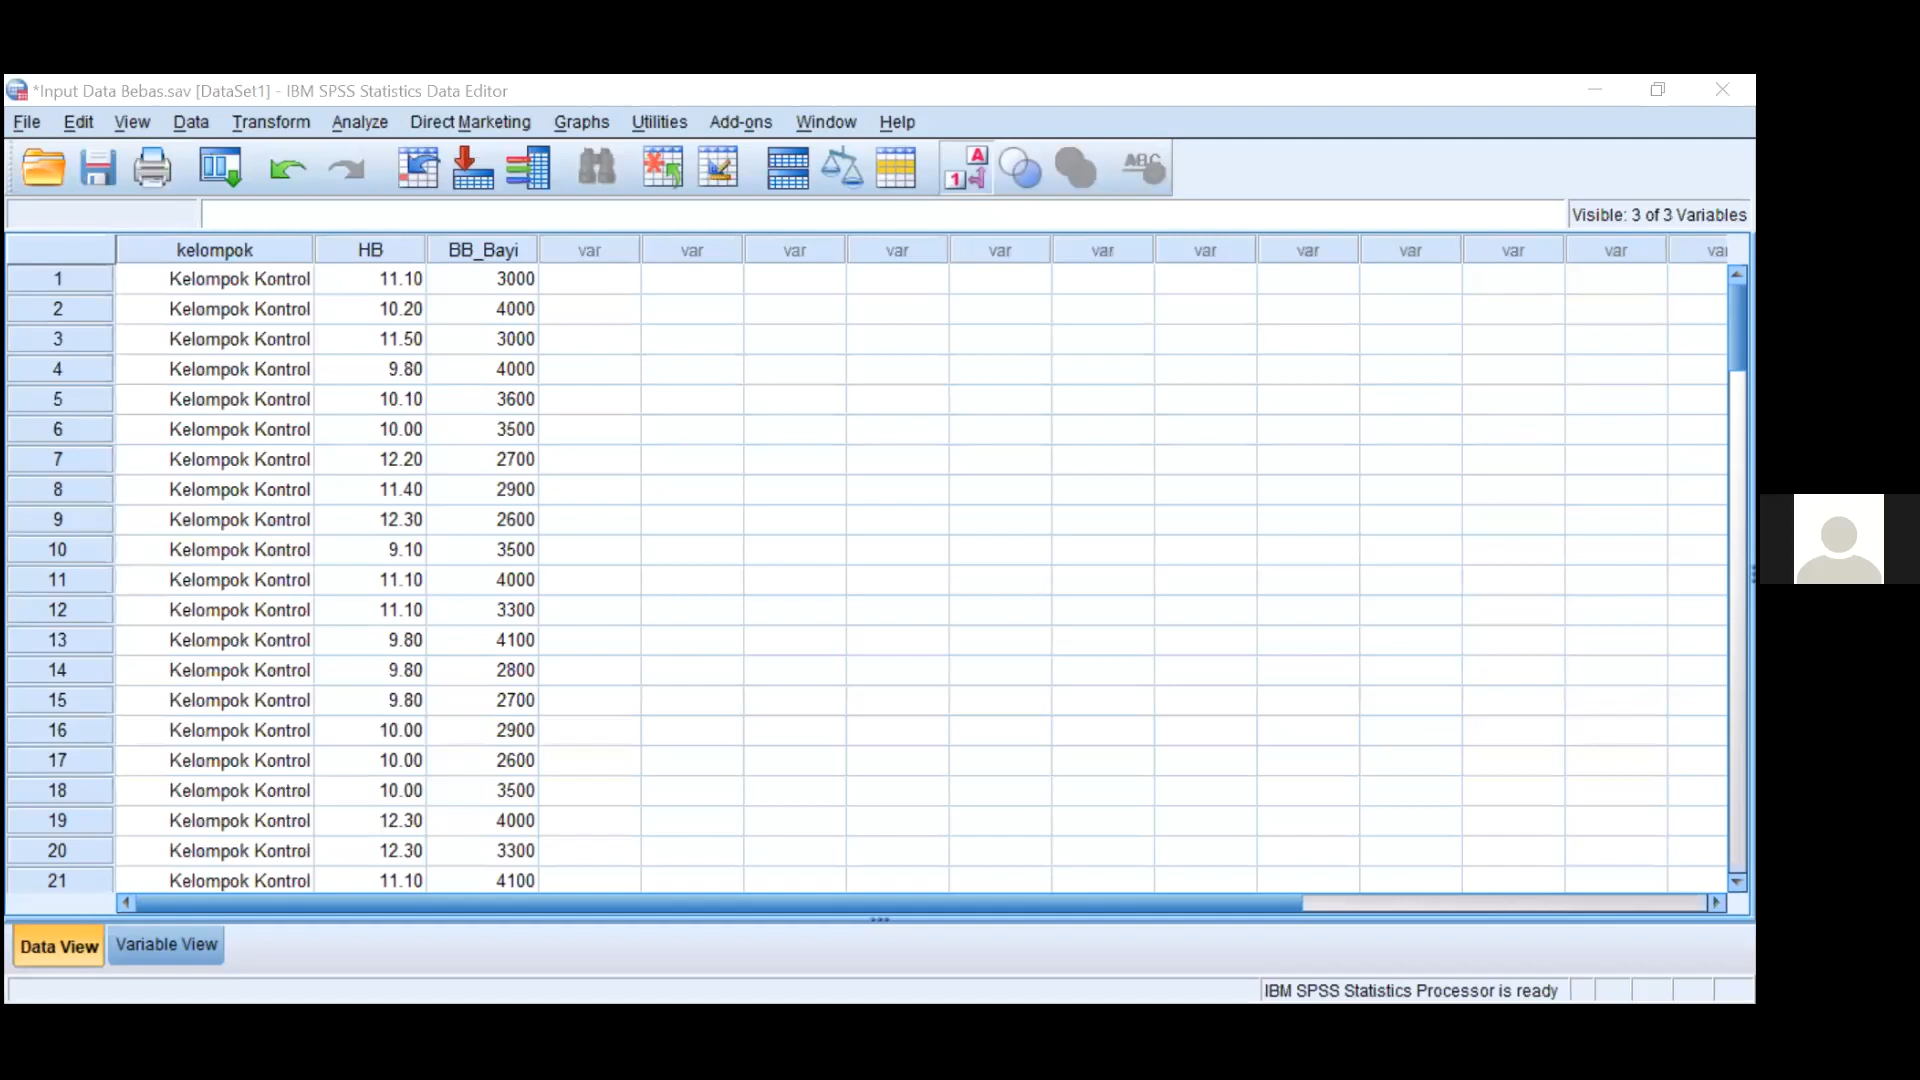 *Input Data Bebas.sav [DataSet1] - IBM SPSS Statistics Data Editor
File Edit View Data Transform Analyze Direct Marketing Graphs Utilities Add-ons Window Help
A
1
ABC
Visible: 3 of 3 Variables
kelompok HB BB_Bayi var var var var var var var var var var var var
1 Kelompok Kontrol 11.10 3000
2 Kelompok Kontrol 10.20 4000
3 Kelompok Kontrol 11.50 3000
4 Kelompok Kontrol 9.80 4000
5 Kelompok Kontrol 10.10 3600
6 Kelompok Kontrol 10.00 3500
7 Kelompok Kontrol 12.20 2700
8 Kelompok Kontrol 11.40 2900
9 Kelompok Kontrol 12.30 2600
10 Kelompok Kontrol 9.10 3500
11 Kelompok Kontrol 11.10 4000
12 Kelompok Kontrol 11.10 3300
13 Kelompok Kontrol 9.80 4100
14 Kelompok Kontrol 9.80 2800
15 Kelompok Kontrol 9.80 2700
16 Kelompok Kontrol 10.00 2900
17 Kelompok Kontrol 10.00 2600
18 Kelompok Kontrol 10.00 3500
19 Kelompok Kontrol 12.30 4000
20 Kelompok Kontrol 12.30 3300
21 Kelompok Kontrol 11.10 4100
Data View Variable View
IBM SPSS Statistics Processor is ready